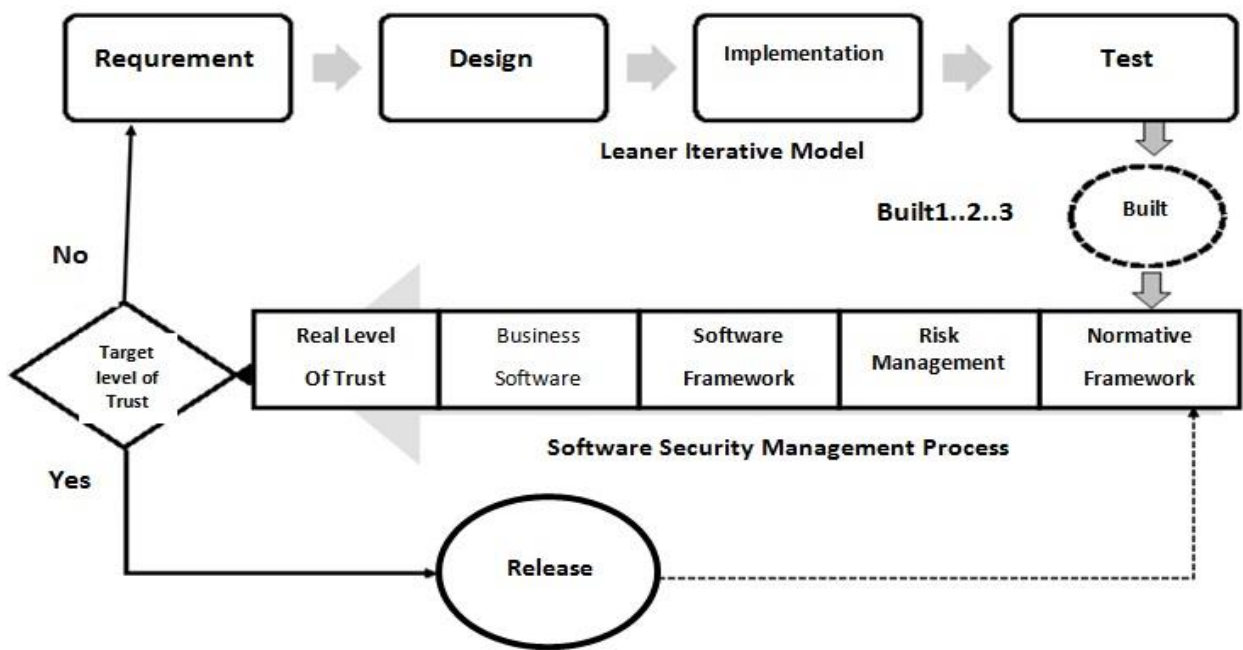 Requrement
Design
Implementation
Test
Leaner Iterative Model
Built1..2..3
Built
No
Target
level of
Trust
Real Level
Of Trust
Business
Software
Software
Framework
Risk
Management
Normative
Framework
Software Security Management Process
Yes
Release